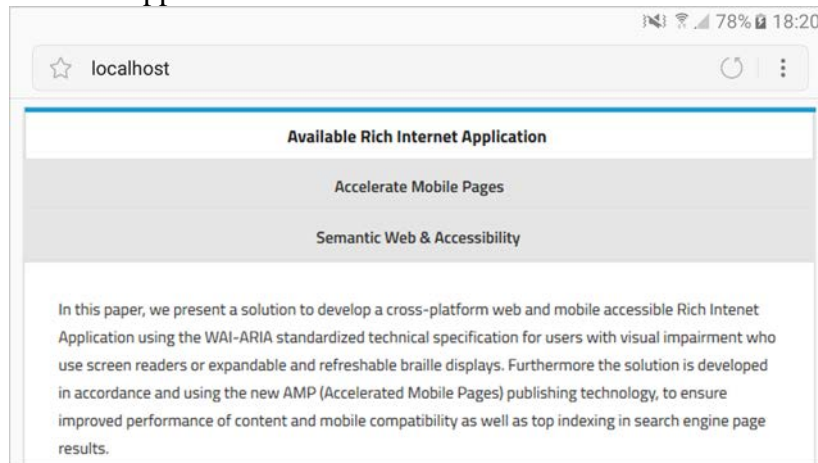 78% 18:20
localhost
Available Rich Internet Application
Accelerate Mobile Pages
Semantic Web & Accessibility
In this paper, we present a solution to develop a cross-platform web and mobile accessible Rich Intenet
Application using the WAI-ARIA standardized technical specification for users with visual impairment who
use screen readers or expandable and refreshable braille displays. Furthermore the solution is developed
in accordance and using the new AMP (Accelerated Mobile Pages) publishing technology, to ensure
improved performance of content and mobile compatibility as well as top indexing in search engine page
results.